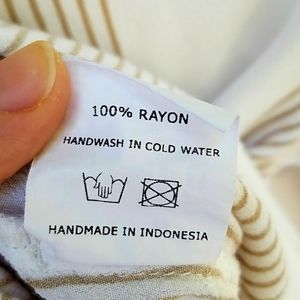 100% RAYON
HANDWASH IN COLD WATER
HANDMADE IN INDONESIA